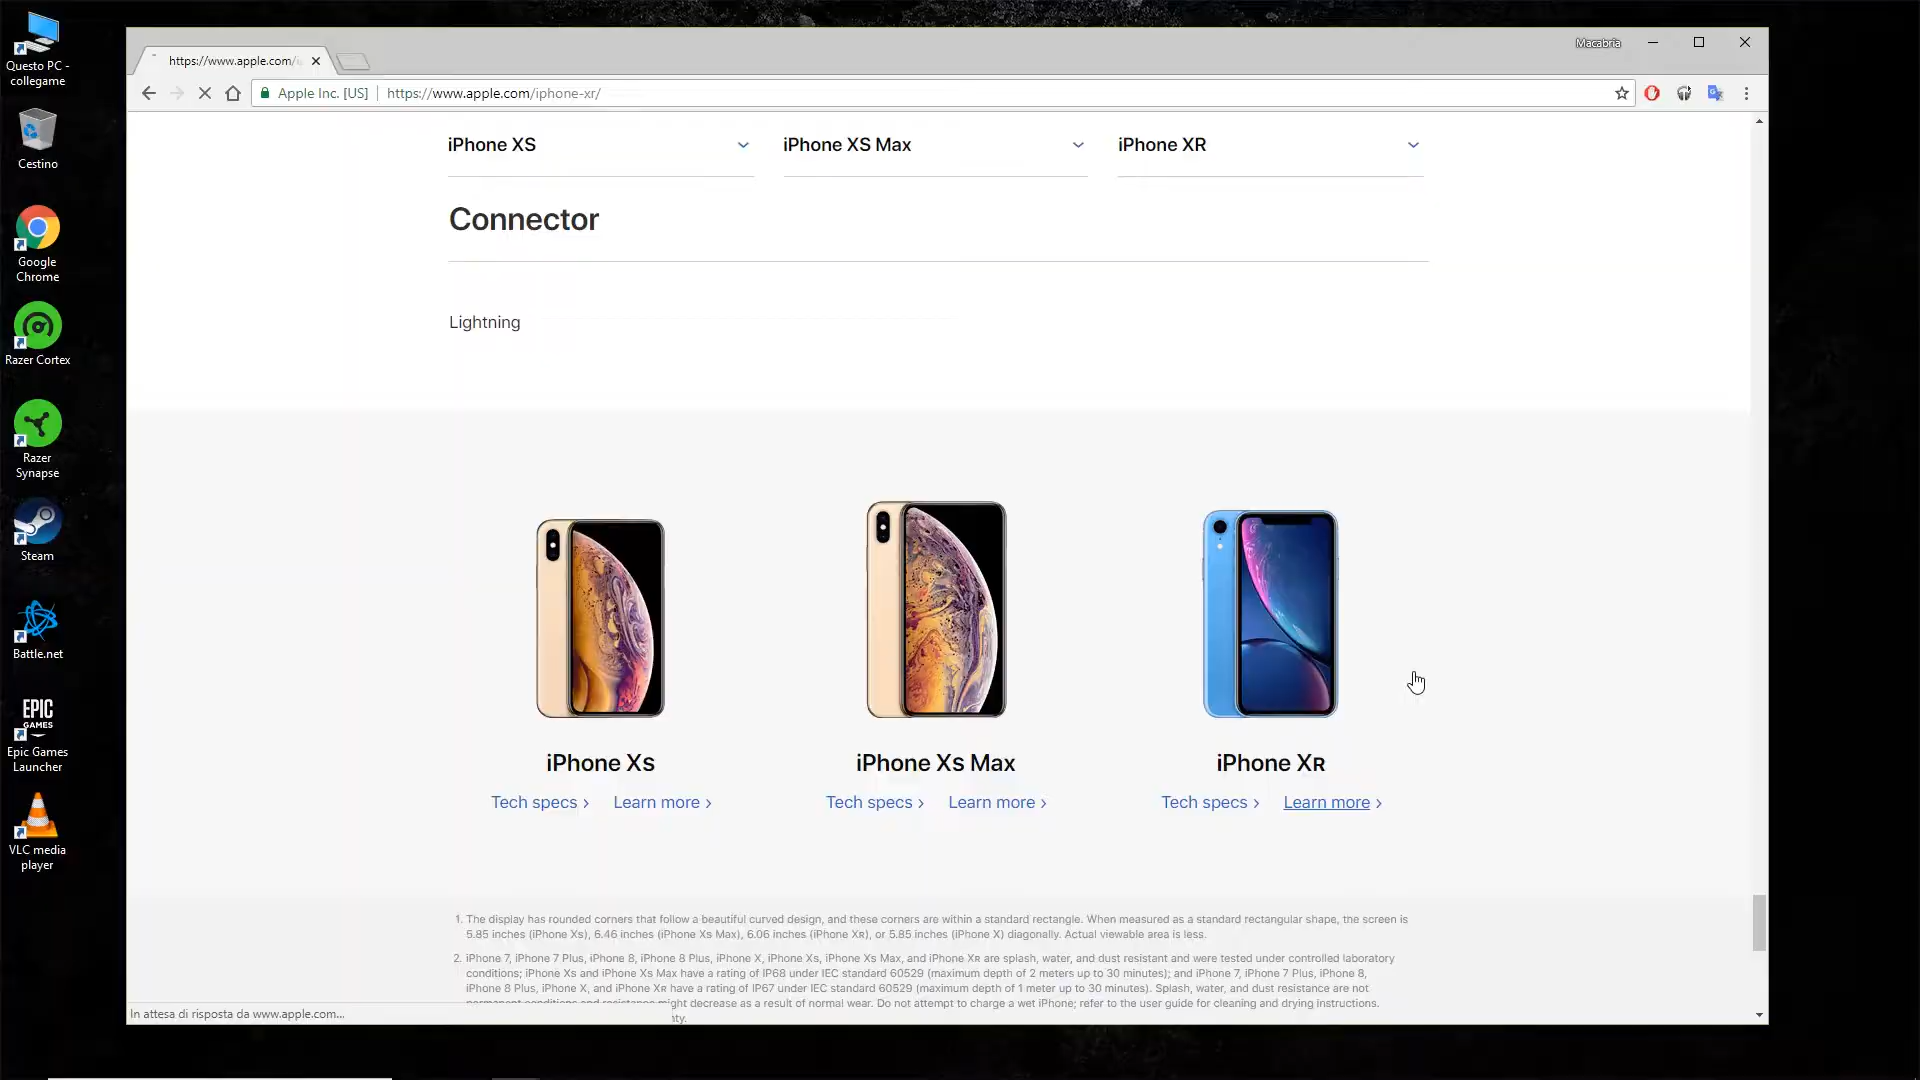 Questo PC -
collegame
Cestino
Google
Chrome
Razer Cortex
Razer
Synapse
Steam
Battle.net
EPIC
GAMES
Epic Games
Launcher
VLC media
player
Macabria
https://www.apple.com/i
Apple Inc. [US] https://www.apple.com/iphone-xr/
iPhone XS iPhone XS Max iPhone XR
Connector
Lightning
iPhone Xs iPhone Xs Max iPhone XR
Tech specs › Learn more › Tech specs › Learn more › Tech specs › Learn more ›
1. The display has rounded corners that follow a beautiful curved design, and these corners are within a standard rectangle. When measured as a standard rectangular shape, the screen is
5.85 inches (iPhone Xs), 6.46 inches (iPhone Xs Max), 6.06 inches (iPhone XR), or 5.85 inches (iPhone X) diagonally. Actual viewable area is less.
2. iPhone 7, iPhone 7 Plus, iPhone 8, iPhone 8 Plus, iPhone X, iPhone Xs, iPhone Xs Max, and iPhone XR are splash, water, and dust resistant and were tested under controlled laboratory
conditions; iPhone Xs and iPhone Xs Max have a rating of IP68 under IEC standard 60529 (maximum depth of 2 meters up to 30 minutes); and iPhone 7, iPhone 7 Plus, iPhone 8,
iPhone 8 Plus, iPhone X, and iPhone XR have a rating of IP67 under IEC standard 60529 (maximum depth of 1 meter up to 30 minutes). Splash, water, and dust resistance are not
permanent conditions and resistance might decrease as a result of normal wear. Do not attempt to charge a wet iPhone; refer to the user guide for cleaning and drying instructions.
In attesa di risposta da www.apple.com...
nty.